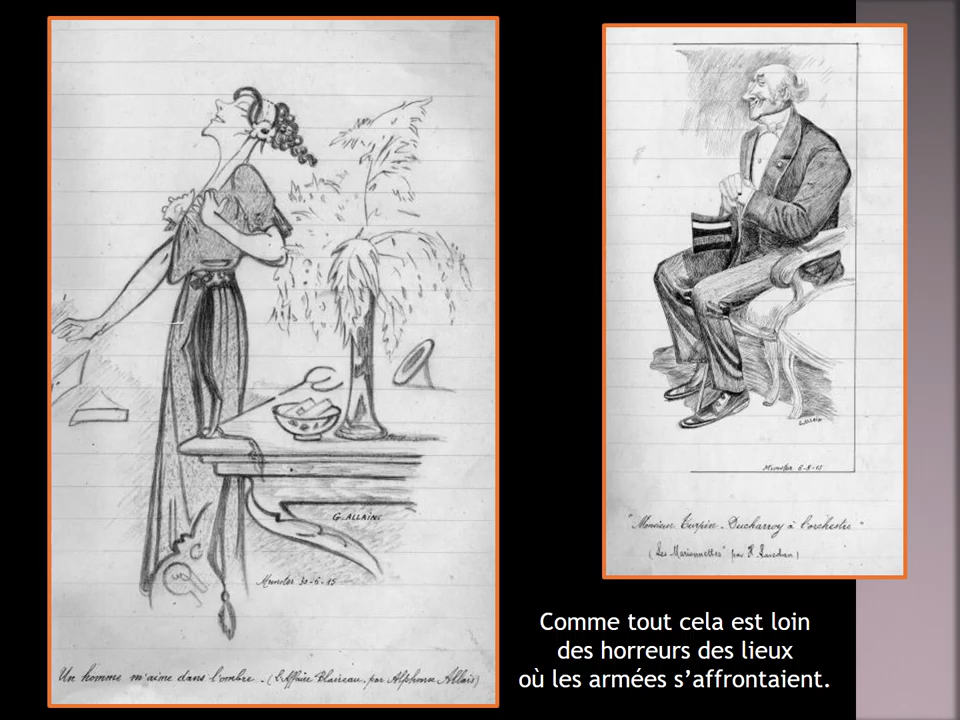 G. ALLAIN.
Munster 30-6-15
Un homme m'aime dans l'ombre . (L'Affaire Blaireau, par Alphonse Allais)
G. ALLAIN
Munster 6-8-15
"Monsieur Turpin-Ducharroy à l'orchestre "
(Les Marionnettes" par H.
Comme tout cela est loin
des horreurs des lieux
où les armées s'affrontaient.